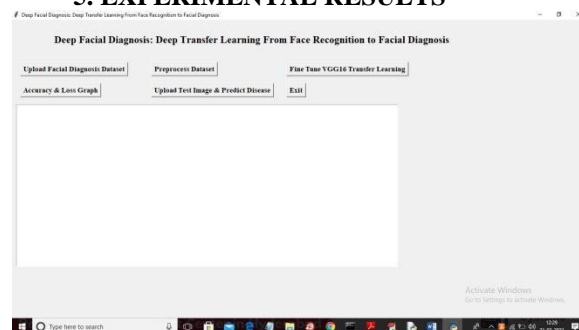 5. EXPERIMENTAL RESULTS
Deep Facial Diagnosis: Deep Transfer Learning From Face Recognition to Facial Diagnosis
Deep Facial Diagnosis: Deep Transfer Learning From Face Recognition to Facial Diagnosis
Upload Facial Diagnosis Dataset Preprocess Dataset Fine Tune VGG16 Transfer Learning
Accuracy & Loss Graph Upload Test Image & Predict Disease Exit
Activate Windows
Go to Settings to activate Windows.
Type here to search 12:29